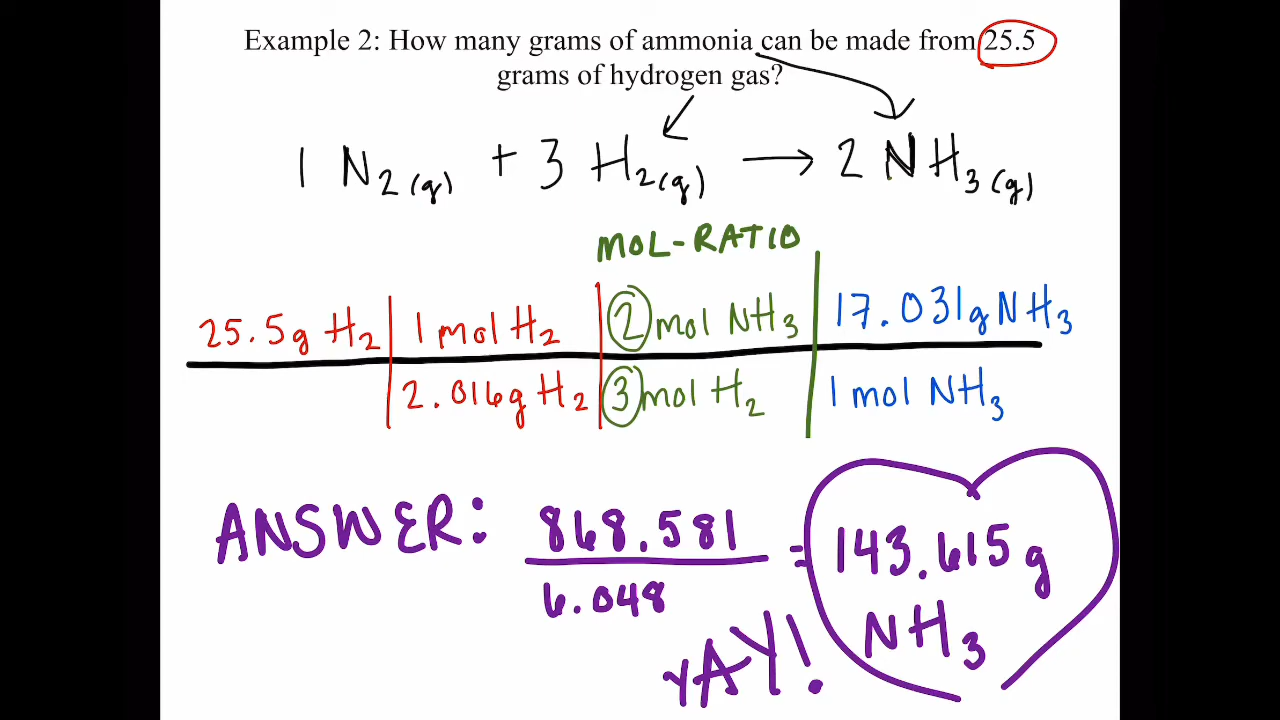 Example 2: How many grams of ammonia can be made from 25.5
grams of hydrogen gas?
1 N2(g) + 3 H2(g) → 2 NH3(g)
MOL-RATIO
25.5g H2 1 mol H2 2 mol NH3 17.031g NH3
2.016g H2 3 mol H2 1 mol NH3
ANSWER: 868.581
6.048
= 143.615 g
NH3
YAY!